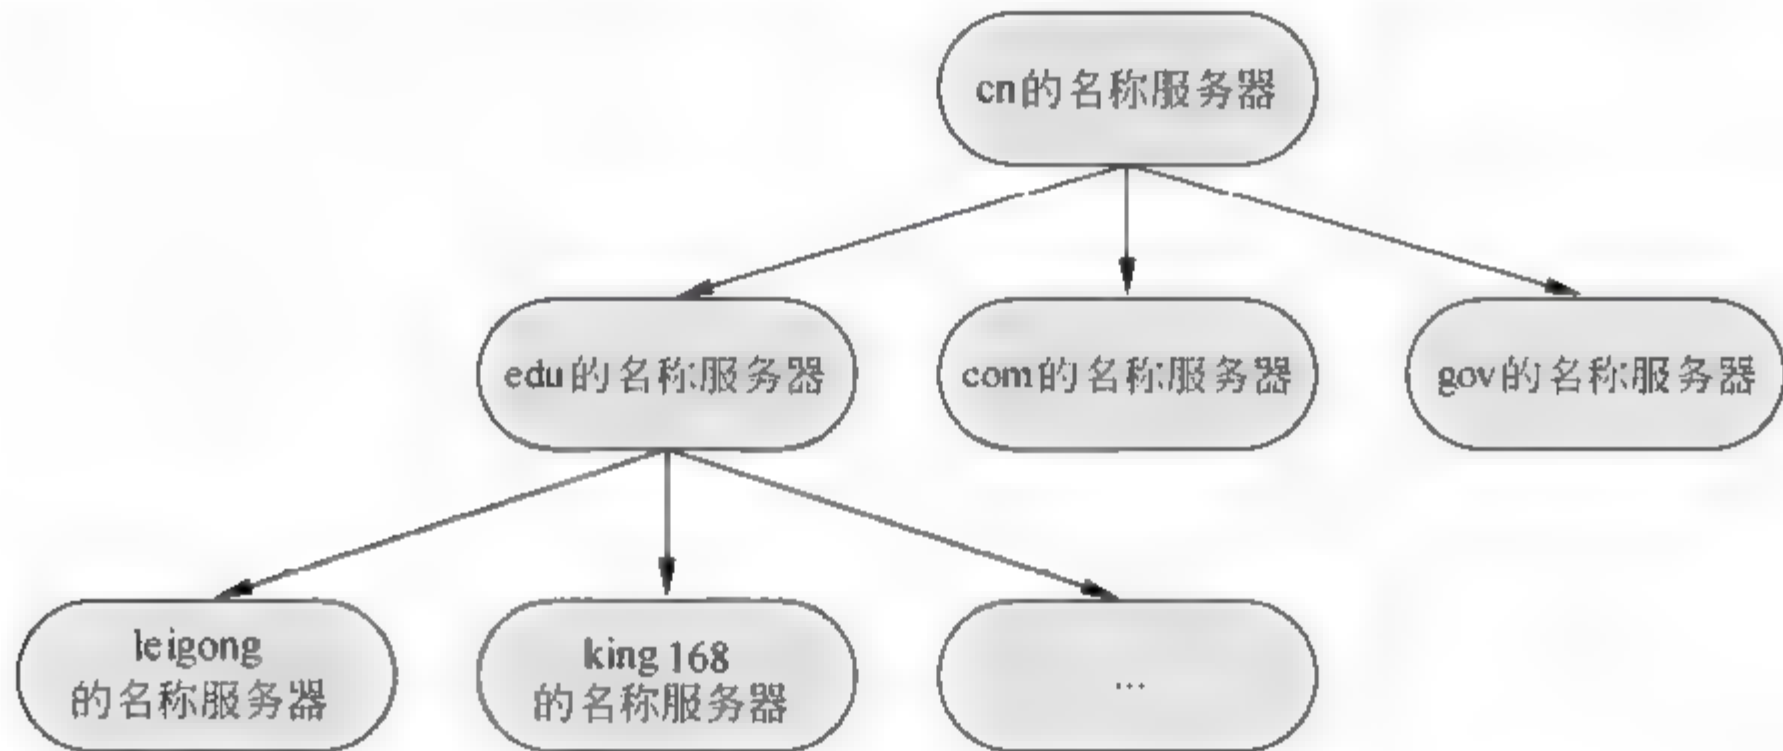 cn的名称服务器
edu的名称服务器
com的名称服务器
gov的名称服务器
leigong
的名称服务器
king 168
的名称服务器
...